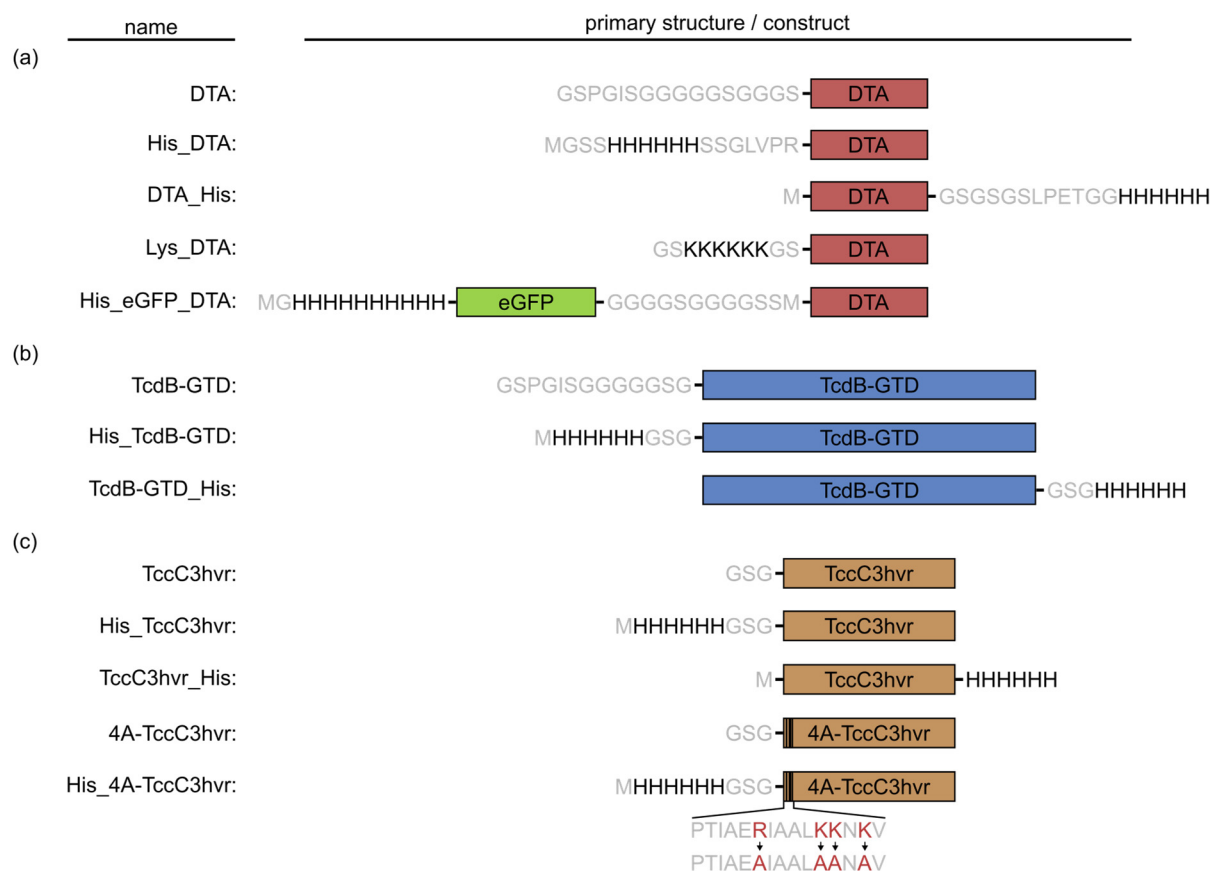 name primary structure / construct
(a)
DTA: GSPGISGGGGGSGGGS DTA
His_DTA: MGSSHHHHHHSSGLVPR DTA
DTA_His: M DTA GSGSGSLPETGGHHHHHH
Lys_DTA: GSKKKKKKGS DTA
His_eGFP_DTA: MGHHHHHHHHHH eGFP GGGGSGGGGSSM DTA
(b)
TcdB-GTD: GSPGISGGGGGSG TcdB-GTD
His_TcdB-GTD: MHHHHHHGSG TcdB-GTD
TcdB-GTD_His: TcdB-GTD GSGHHHHHH
(c)
TccC3hvr: GSG TccC3hvr
His_TccC3hvr: MHHHHHHGSG TccC3hvr
TccC3hvr_His: M TccC3hvr HHHHHH
4A-TccC3hvr: GSG 4A-TccC3hvr
His_4A-TccC3hvr: MHHHHHHGSG 4A-TccC3hvr
PTIAERIAALKKNKV
PTIAEAIAALAANAV